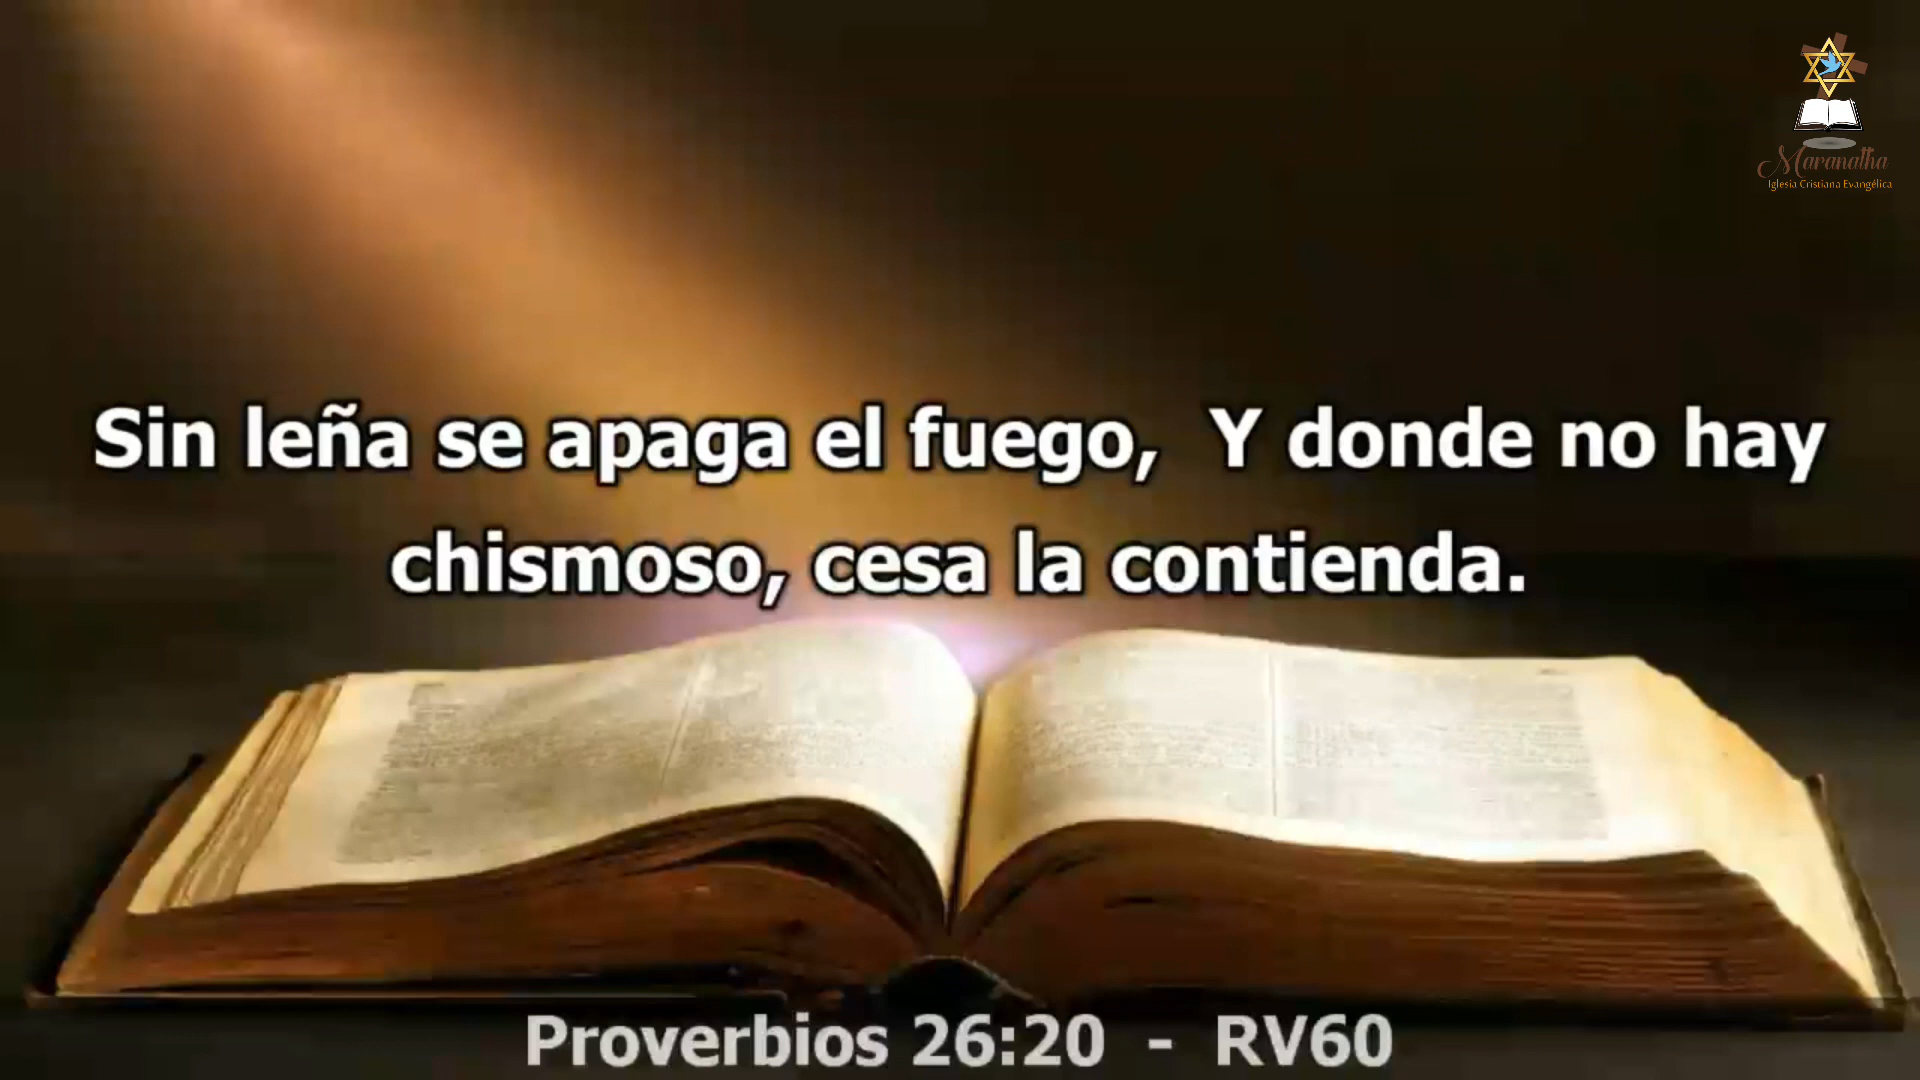 Maranatha
Iglesia Cristiana Evangélica
Sin leña se apaga el fuego, Y donde no hay
chismoso, cesa la contienda.
Proverbios 26:20 - RV60